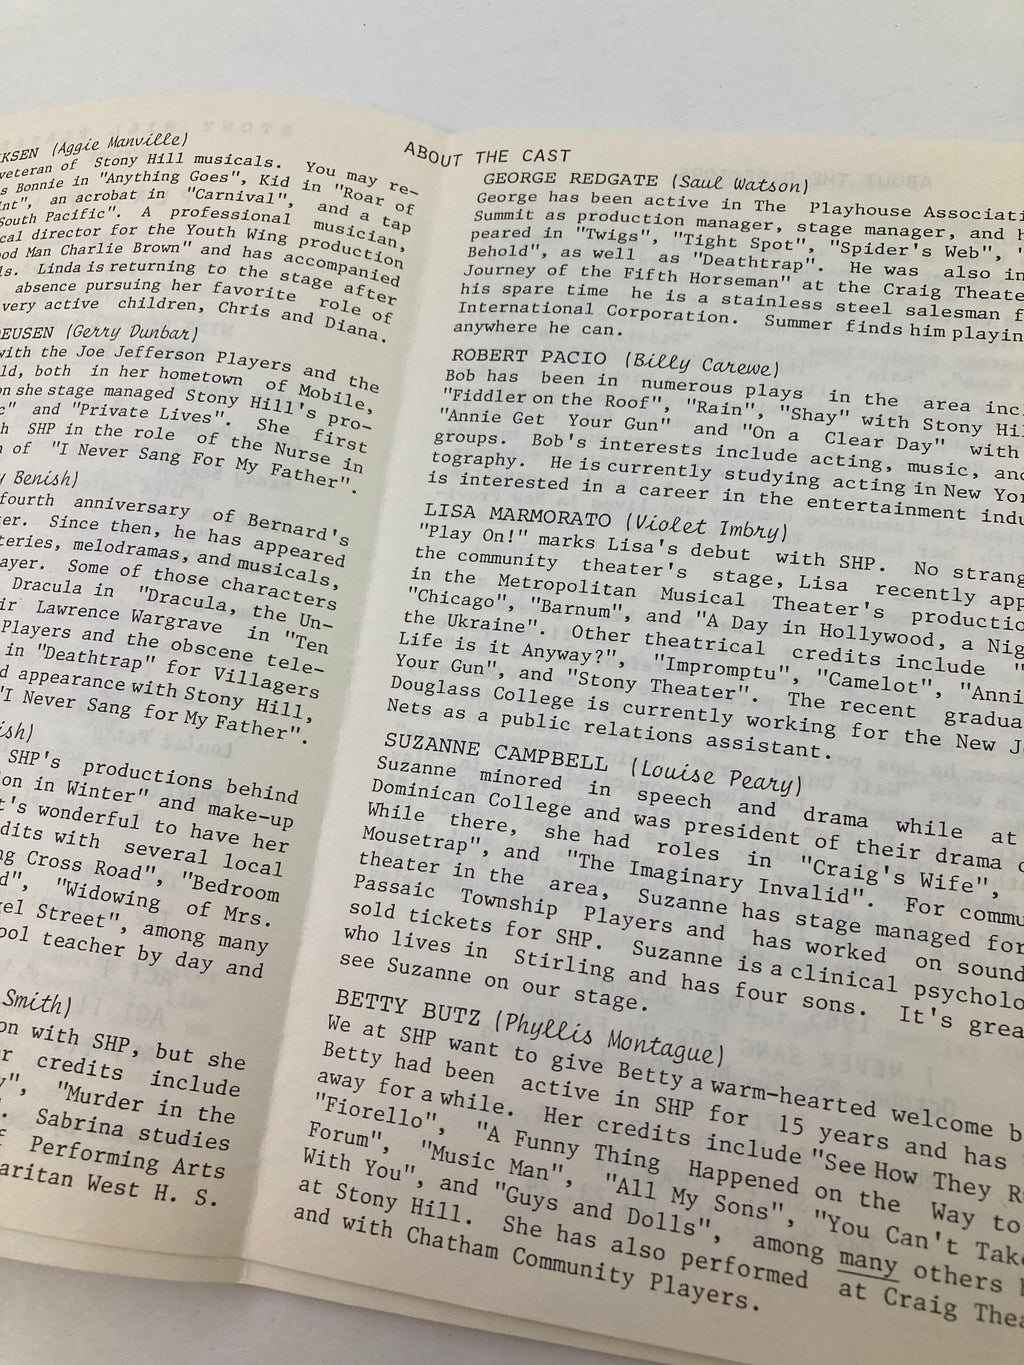 KSEN (Aggie Manville)
veteran of Stony Hill musicals. You may re-
s Bonnie in "Anything Goes", Kid in "Roar of
nt", an acrobat in "Carnival", and a tap
South Pacific". A professional musician,
cal director for the Youth Wing production
od Man Charlie Brown" and has accompanied
ls. Linda is returning to the stage after
absence pursuing her favorite role of
very active children, Chris and Diana.
EUSEN (Gerry Dunbar)
with the Joe Jefferson Players and the
ld, both in her hometown of Mobile,
on she stage managed Stony Hill's pro-
c" and "Private Lives". She first
h SHP in the role of the Nurse in
n of "I Never Sang For My Father".
y Benish)
fourth anniversary of Bernard's
er. Since then, he has appeared
teries, melodramas, and musicals,
ayer. Some of those characters
Dracula in "Dracula, the Un-
ir Lawrence Wargrave in "Ten
Players and the obscene tele-
in "Deathtrap" for Villagers
d appearance with Stony Hill,
"I Never Sang for My Father".
ish)
SHP's productions behind
on in Winter" and make-up
t's wonderful to have her
dits with several local
ng Cross Road", "Bedroom
d", "Widowing of Mrs.
gel Street", among many
ool teacher by day and
Smith)
on with SHP, but she
r credits include
y", "Murder in the
. Sabrina studies
f Performing Arts
aritan West H. S.
ABOUT THE CAST
GEORGE REDGATE (Saul Watson)
George has been active in The Playhouse Associati
Summit as production manager, stage manager, and h
peared in "Twigs", "Tight Spot", "Spider's Web", "
Behold", as well as "Deathtrap". He was also in
Journey of the Fifth Horseman" at the Craig Theate
his spare time he is a stainless steel salesman f
International Corporation. Summer finds him playin
anywhere he can.
ROBERT PACIO (Billy Carewe)
Bob has been in numerous plays in the area inc
"Fiddler on the Roof", "Rain", "Shay" with Stony Hil
"Annie Get Your Gun" and "On a Clear Day" with
groups. Bob's interests include acting, music, and
tography. He is currently studying acting in New Yor
is interested in a career in the entertainment indu
LISA MARMORATO (Violet Imbry)
"Play On!" marks Lisa's debut with SHP. No strang
the community theater's stage, Lisa recently app
in the Metropolitan Musical Theater's productio
"Chicago", "Barnum", and "A Day in Hollywood, a Nig
the Ukraine". Other theatrical credits include "
Life is it Anyway?", "Impromptu", "Camelot", "Anni
Your Gun", and "Stony Theater". The recent gradua
Douglass College is currently working for the New J
Nets as a public relations assistant.
SUZANNE CAMPBELL (Louise Peary)
Suzanne minored in speech and drama while at
Dominican College and was president of their drama c
While there, she had roles in "Craig's Wife",
Mousetrap", and "The Imaginary Invalid". For commu
theater in the area, Suzanne has stage managed for
Passaic Township Players and has worked on sound
sold tickets for SHP. Suzanne is a clinical psycholo
who lives in Stirling and has four sons. It's grea
see Suzanne on our stage.
BETTY BUTZ (Phyllis Montague)
We at SHP want to give Betty a warm-hearted welcome b
Betty had been active in SHP for 15 years and has
away for a while. Her credits include "See How They R
"Fiorello", "A Funny Thing Happened on the Way to
Forum", "Music Man", "All My Sons", "You Can't Take
With You", and "Guys and Dolls", among many others
at Stony Hill. She has also performed at Craig Thea
and with Chatham Community Players.